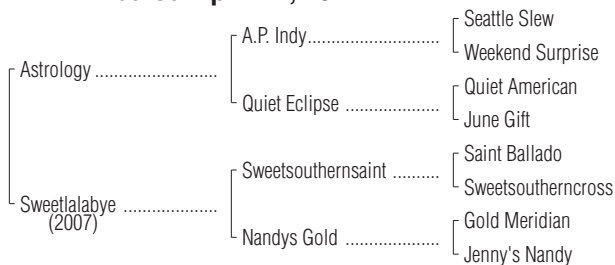 Seattle Slew
A.P. Indy
Weekend Surprise
Astrology
Quiet American
Quiet Eclipse
June Gift
Saint Ballado
Sweetsouthernsaint
Sweetsoutherncross
Sweetlalabye
(2007)
Gold Meridian
Nandys Gold
Jenny's Nandy